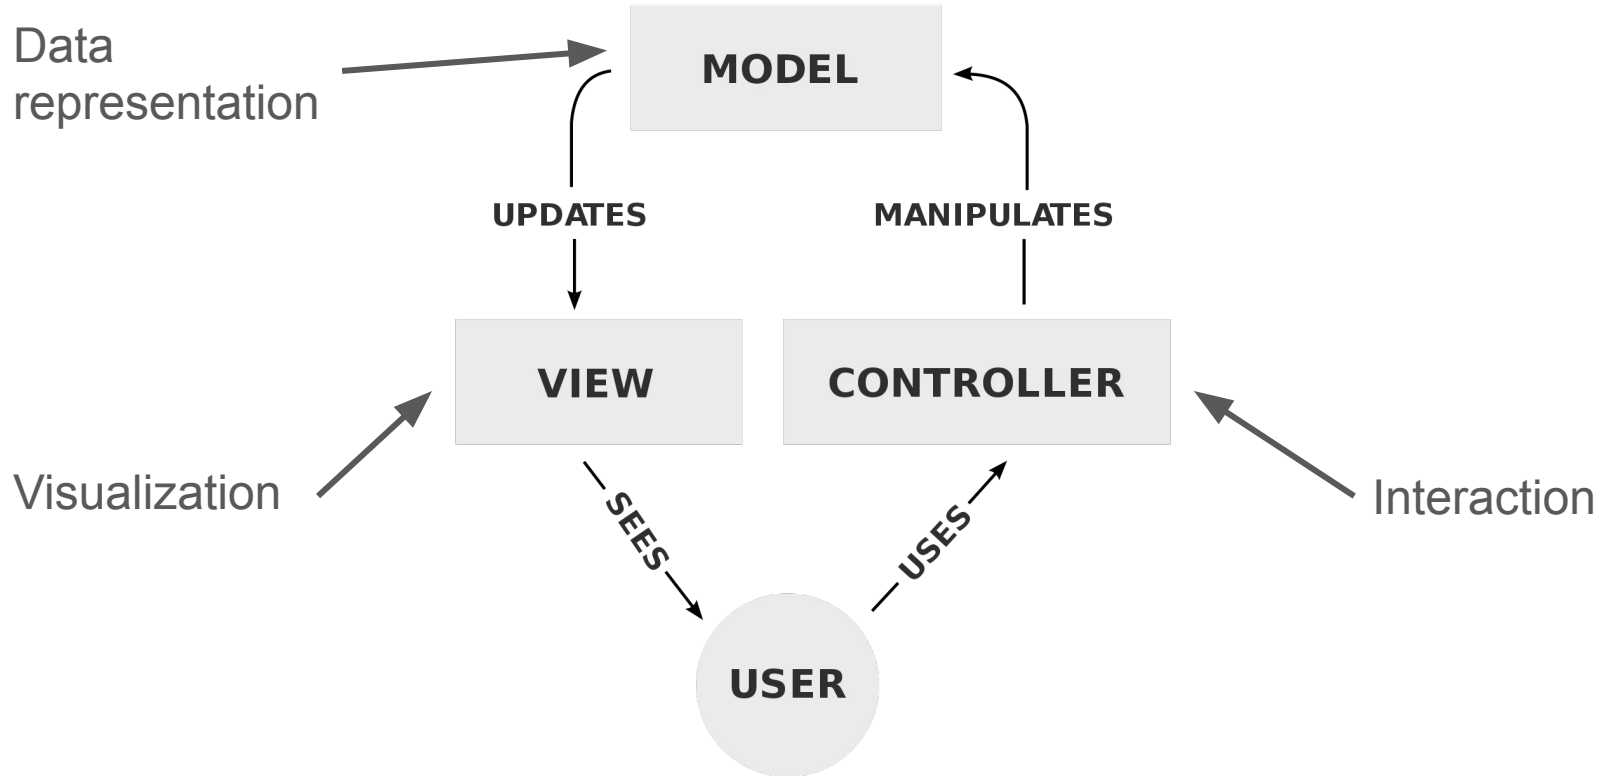 Data
representation
MODEL
UPDATES
MANIPULATES
VIEW
CONTROLLER
Visualization
Interaction
SEES
USES
USER